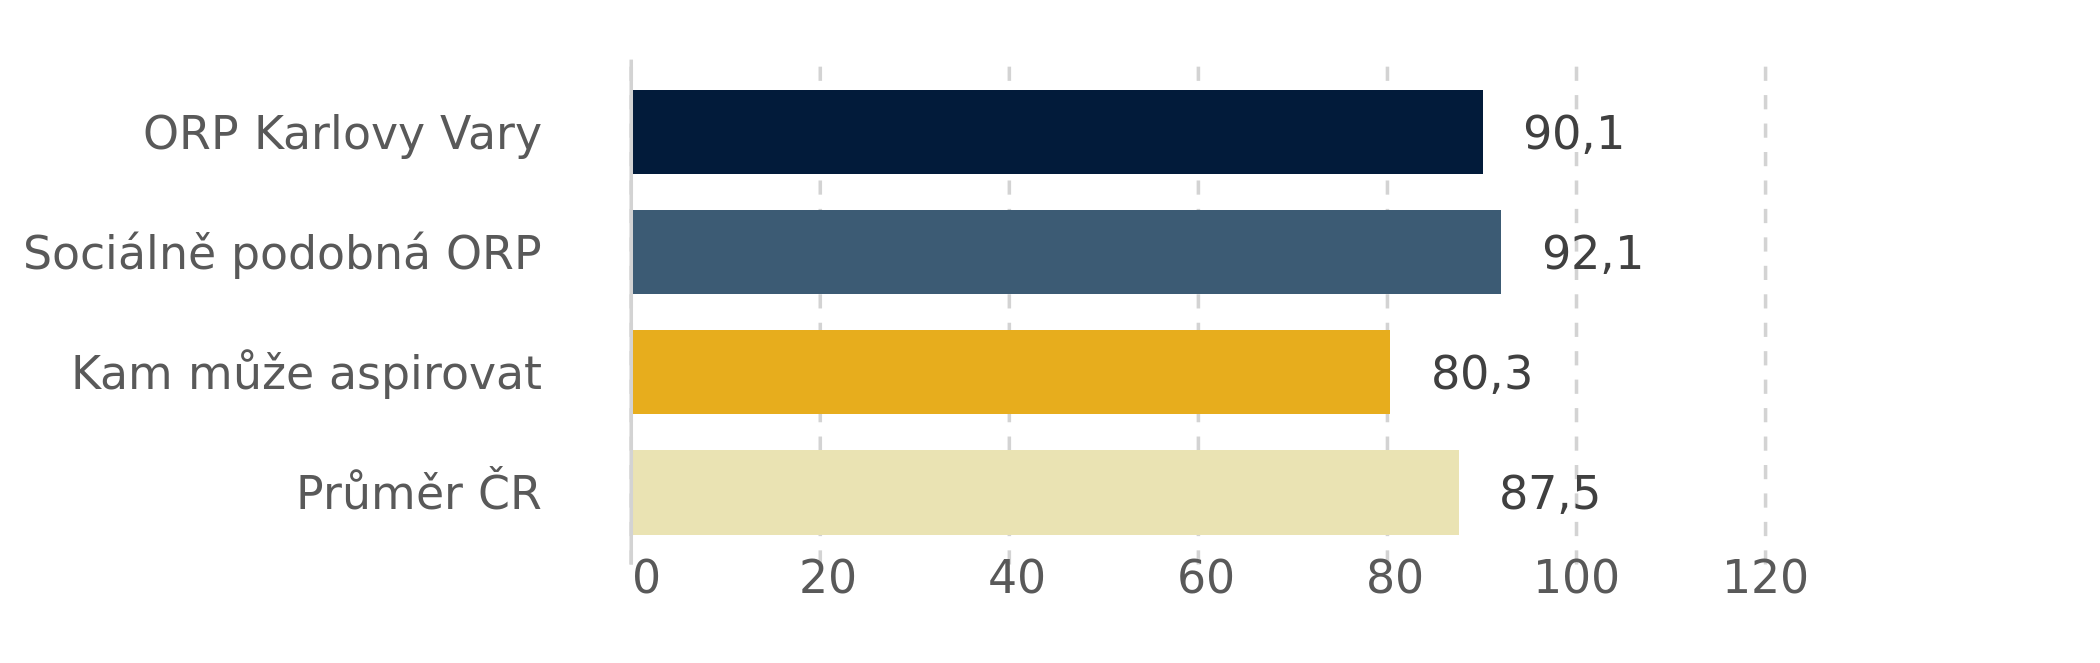 ORP Karlovy Vary 90,1
Sociálně podobná ORP 92,1
Kam může aspirovat 80,3
Průměr ČR 87,5
0 20 40 60 80 100 120